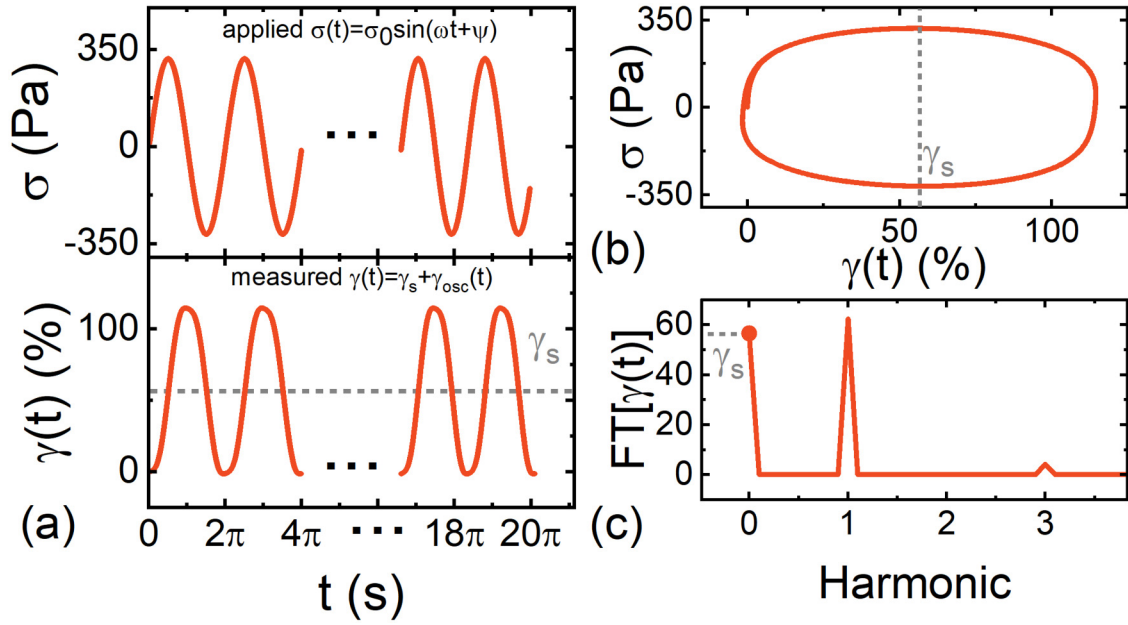 applied σ(t)=σ₀sin(ωt+ψ)
350
0
-350
σ (Pa)
measured γ(t)=γₛ+γₒₛ꜀(t)
100
0
γ(t) (%)
γₛ
(a)
0 2π 4π ... 18π 20π
t (s)
350
0
-350
σ (Pa)
γₛ
(b)
0 50 100
γ(t) (%)
60
40
20
0
FT[γ(t)]
γₛ
(c)
0 1 2 3
Harmonic